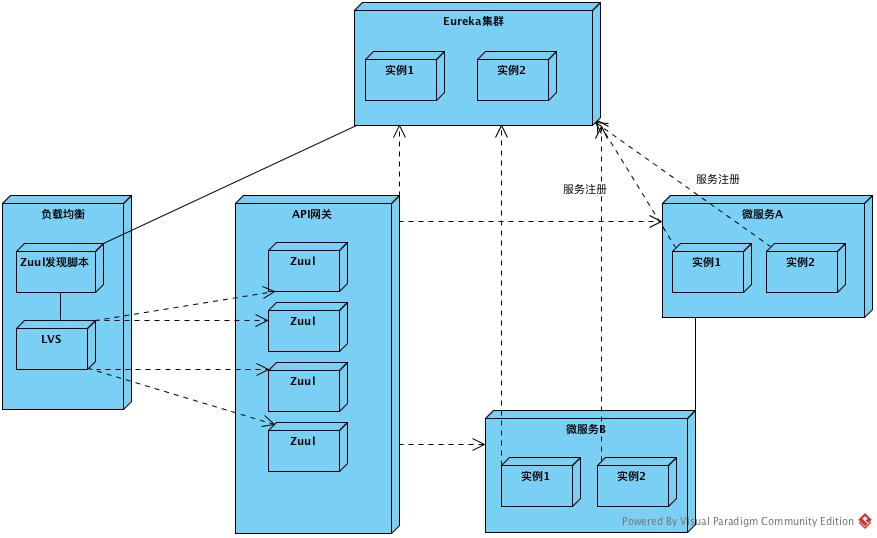 Eureka集群
实例1
实例2
服务注册
服务注册
负载均衡
Zuul发现脚本
LVS
API网关
Zuul
Zuul
Zuul
Zuul
微服务A
实例1
实例2
微服务B
实例1
实例2
Powered By Visual Paradigm Community Edition